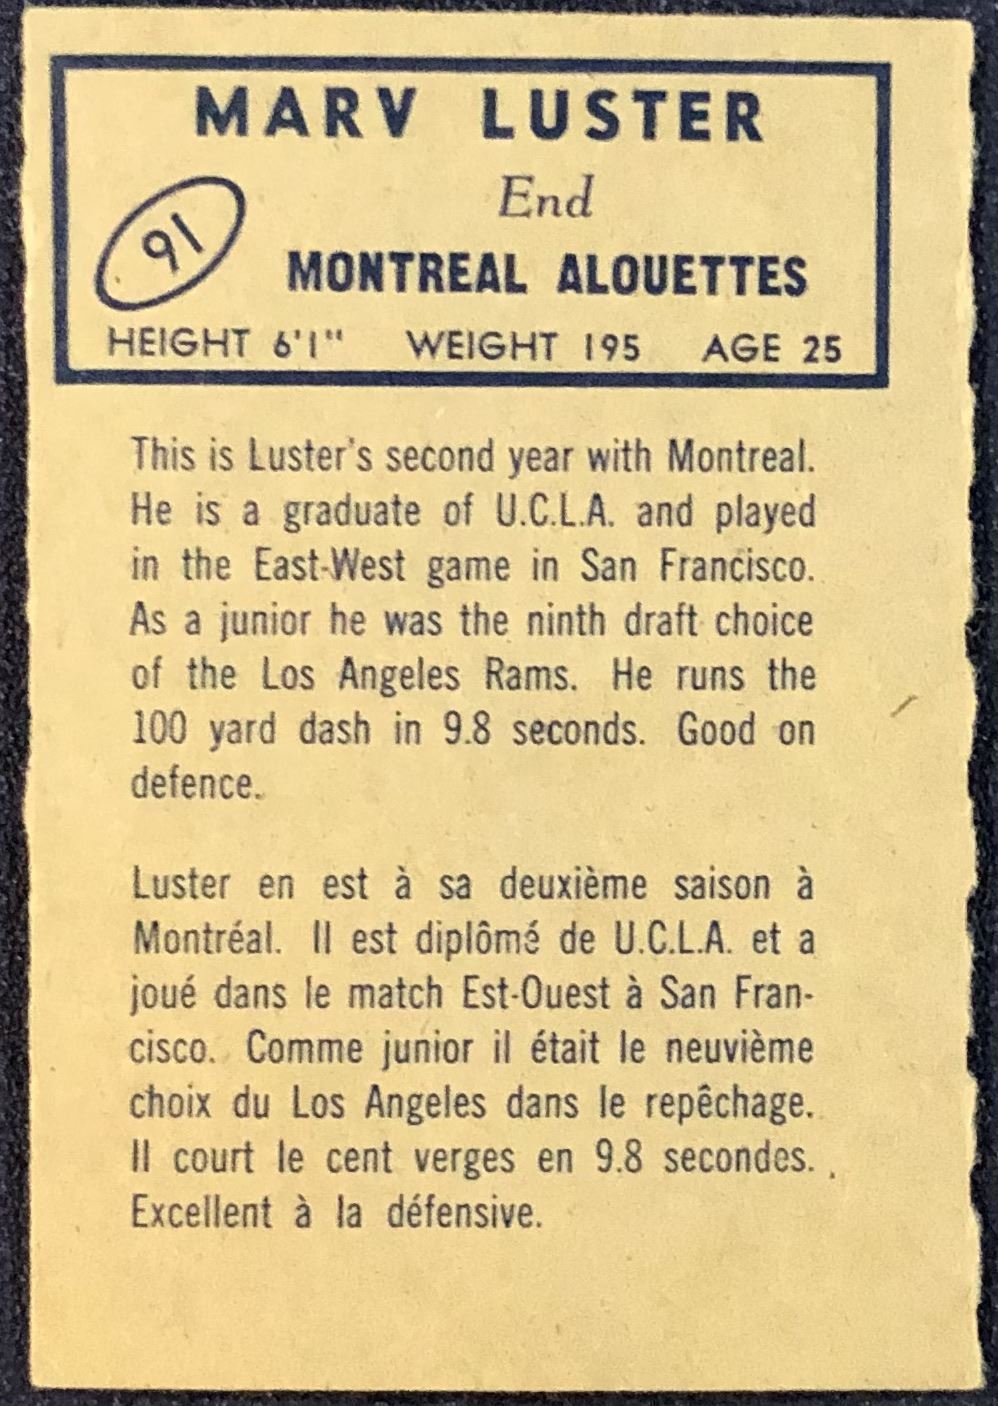 MARV LUSTER
End
91
MONTREAL ALOUETTES
HEIGHT 6'1" WEIGHT 195 AGE 25
This is Luster's second year with Montreal.
He is a graduate of U.C.L.A. and played
in the East-West game in San Francisco.
As a junior he was the ninth draft choice
of the Los Angeles Rams. He runs the
100 yard dash in 9.8 seconds. Good on
defence.
Luster en est à sa deuxième saison à
Montréal. Il est diplômé de U.C.L.A. et a
joué dans le match Est-Ouest à San Fran-
cisco. Comme junior il était le neuvième
choix du Los Angeles dans le repêchage.
Il court le cent verges en 9.8 secondes.
Excellent à la défensive.